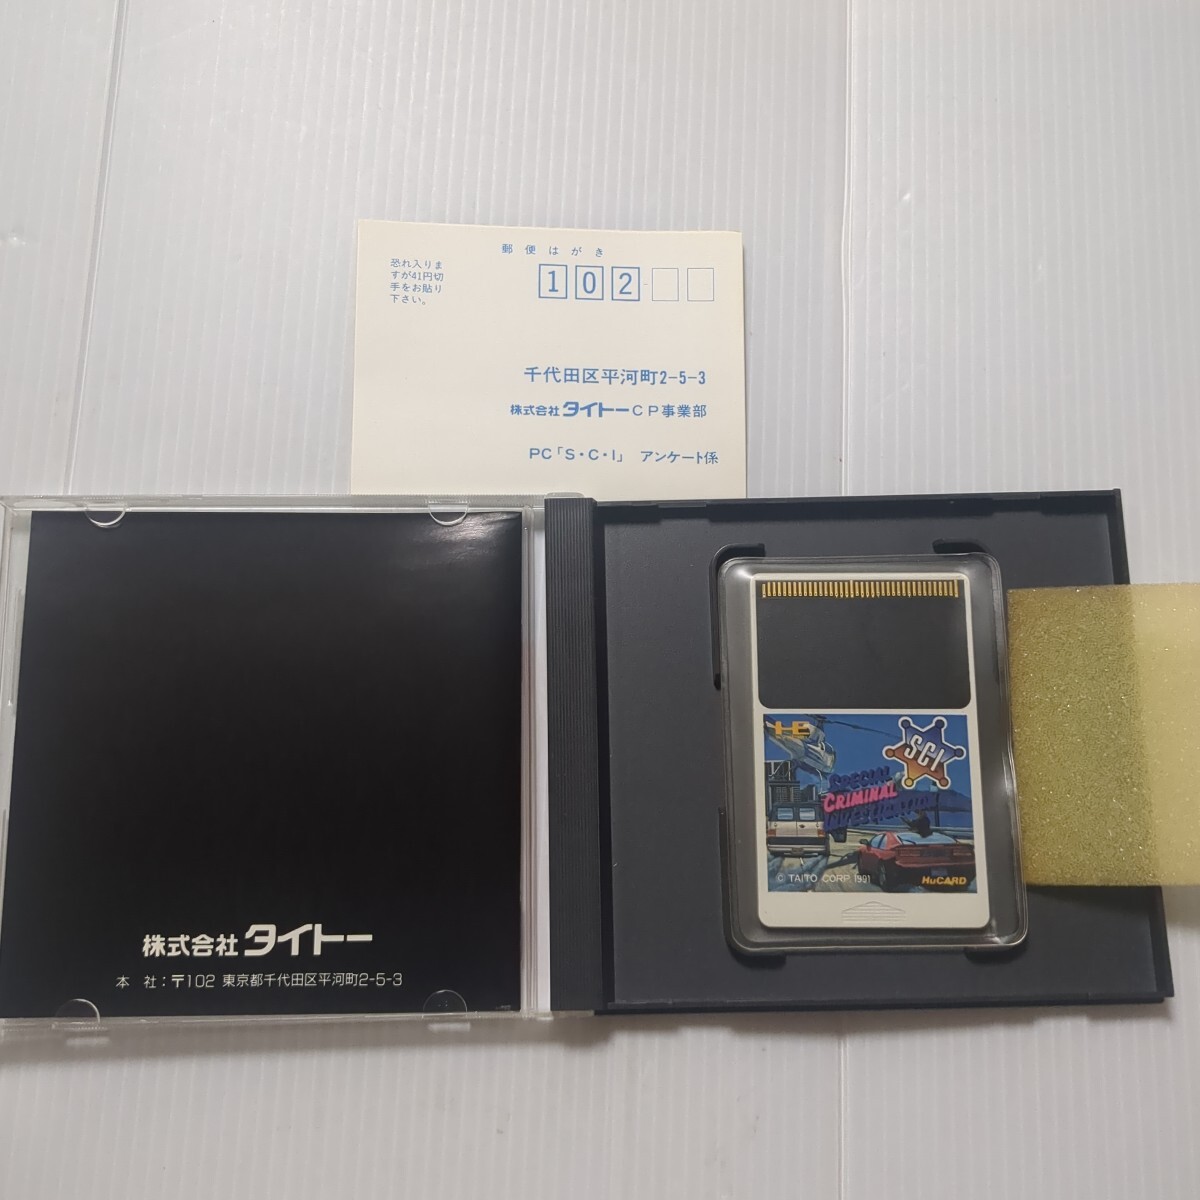 郵便はがき
恐れ入りま
すが41円切
手をお貼り
下さい。
102-
千代田区平河町2-5-3
株式会社タイトーCP事業部
PC「S・C・I」 アンケート係
株式会社タイトー
本 社：〒102 東京都千代田区平河町2-5-3
HE
S・C・I
SPECIAL
CRIMINAL
INVESTIGATION
© TAITO CORP. 1991
HuCARD